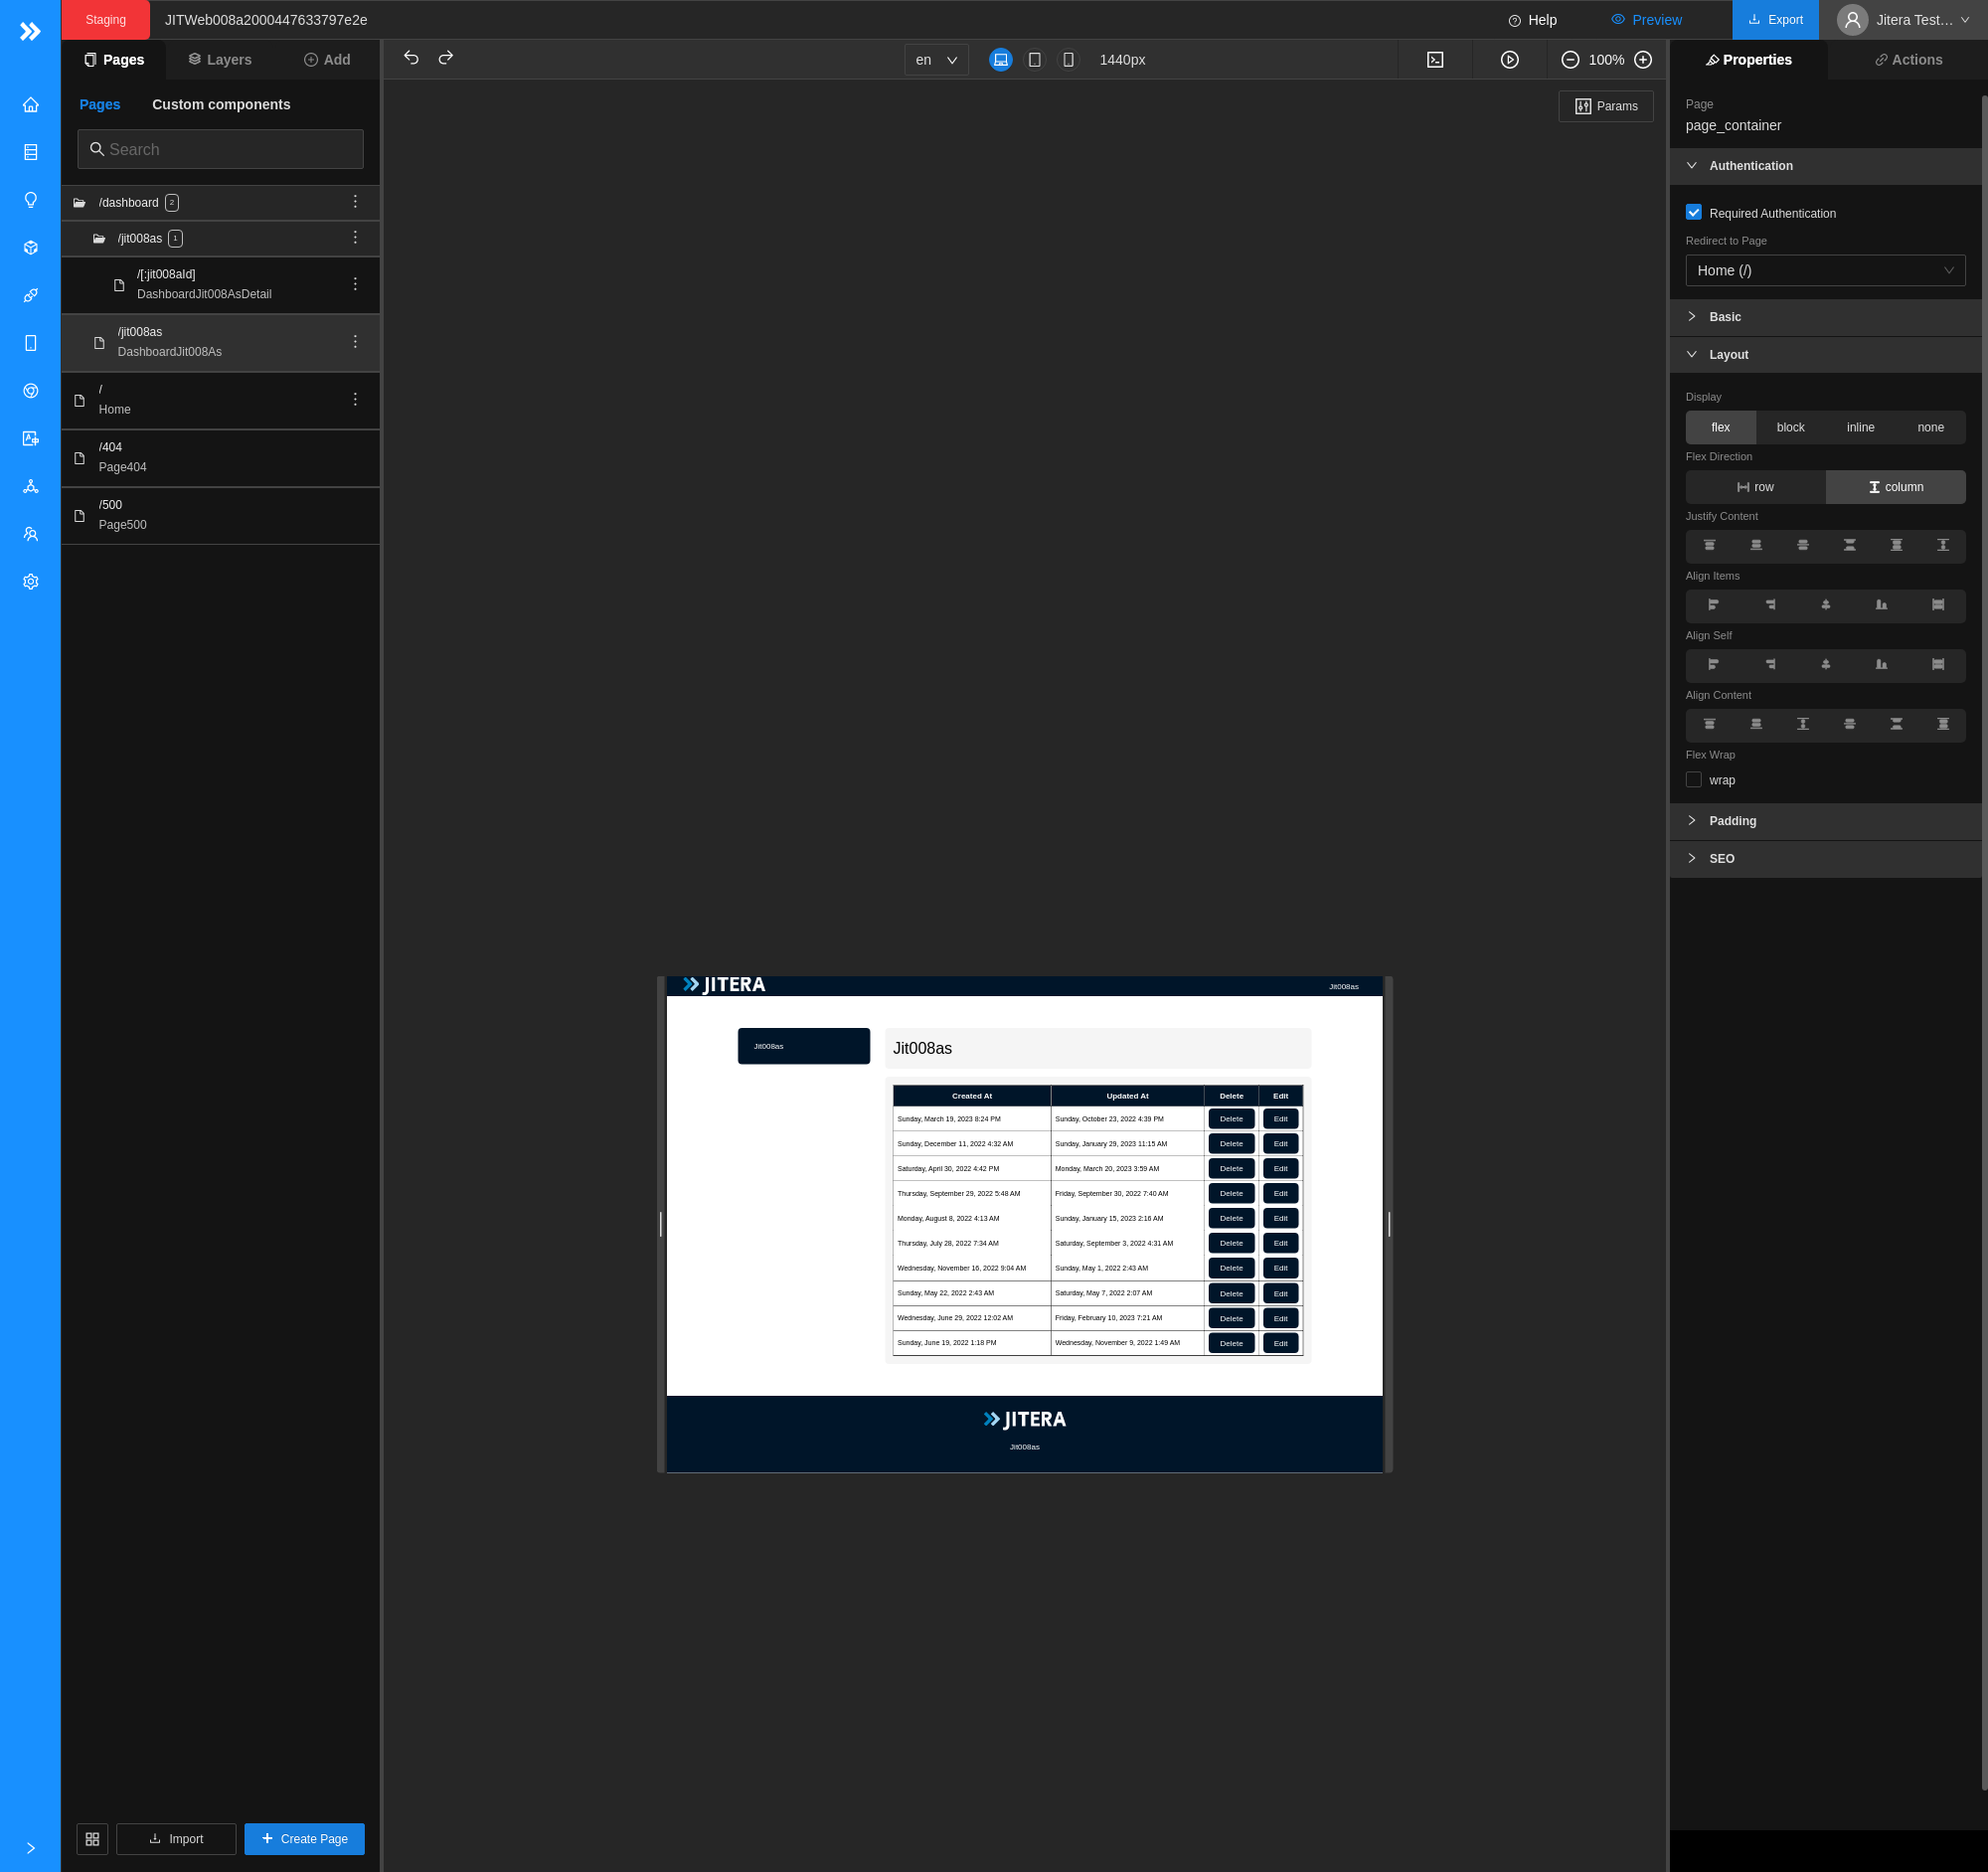 Staging
JITWeb008a2000447633797e2e
Help
Preview
Export
Jitera Test…
Pages
Layers
Add
en
1440px
100%
Properties
Actions
Pages
Custom components
Search
/dashboard 2
/jit008as 1
/[:jit008aId]
DashboardJit008AsDetail
/jit008as
DashboardJit008As
/
Home
/404
Page404
/500
Page500
Import
Create Page
Params
JITERA
Jit008as
Jit008as
Jit008as
Created At Updated At Delete Edit
Sunday, March 19, 2023 8:24 PM Sunday, October 23, 2022 4:39 PM Delete Edit
Sunday, December 11, 2022 4:32 AM Sunday, January 29, 2023 11:15 AM Delete Edit
Saturday, April 30, 2022 4:42 PM Monday, March 20, 2023 3:59 AM Delete Edit
Thursday, September 29, 2022 5:48 AM Friday, September 30, 2022 7:40 AM Delete Edit
Monday, August 8, 2022 4:13 AM Sunday, January 15, 2023 2:16 AM Delete Edit
Thursday, July 28, 2022 7:34 AM Saturday, September 3, 2022 4:31 AM Delete Edit
Wednesday, November 16, 2022 9:04 AM Sunday, May 1, 2022 2:43 AM Delete Edit
Sunday, May 22, 2022 2:43 AM Saturday, May 7, 2022 2:07 AM Delete Edit
Wednesday, June 29, 2022 12:02 AM Friday, February 10, 2023 7:21 AM Delete Edit
Sunday, June 19, 2022 1:18 PM Wednesday, November 9, 2022 1:49 AM Delete Edit
JITERA
Jit008as
Page
page_container
Authentication
Required Authentication
Redirect to Page
Home (/)
Basic
Layout
Display
flex block inline none
Flex Direction
row column
Justify Content
Align Items
Align Self
Align Content
Flex Wrap
wrap
Padding
SEO